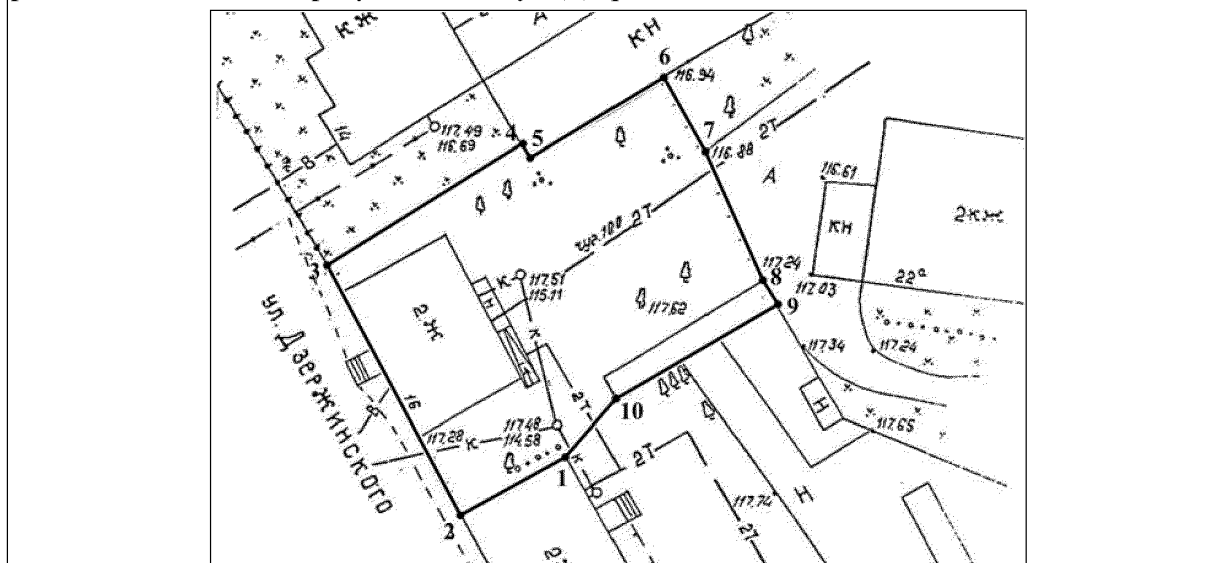 КЖ
А
КН
6
116.94
14
117.49
116.69
4
5
В
7
2Т
116.88
А
116.61
КН
2КЖ
3
чуг.100
2Т
К
117.51
115.11
Н
К
117.24
8
117.03
22а
9
117.62
2Ж
ул. Дзержинского
16
В
117.34
117.24
10
2Т
Н
117.65
117.28
К
117.48
114.58
К
1
2Т
117.74
Н
2
2Т